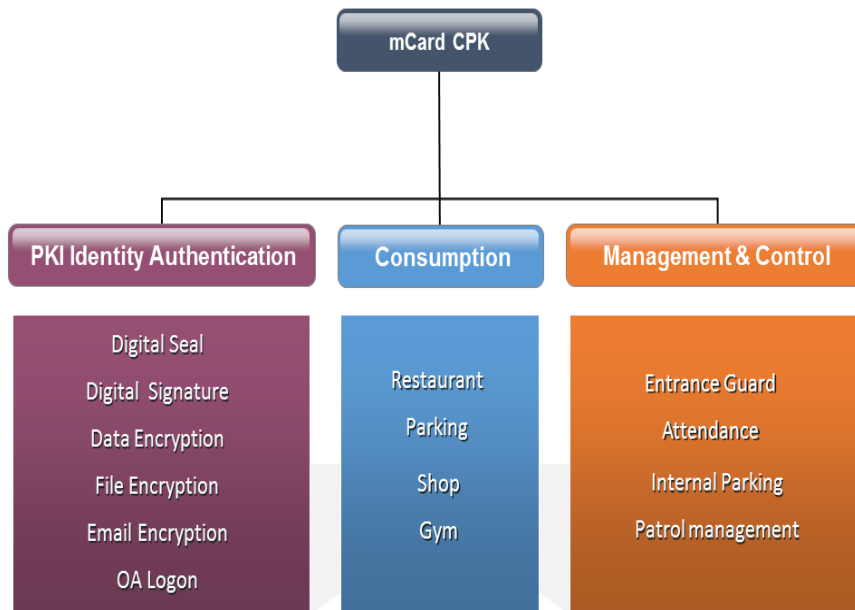 mCard CPK
PKI Identity Authentication
Digital Seal
Digital Signature
Data Encryption
File Encryption
Email Encryption
OA Logon
Consumption
Restaurant
Parking
Shop
Gym
Management & Control
Entrance Guard
Attendance
Internal Parking
Patrol management